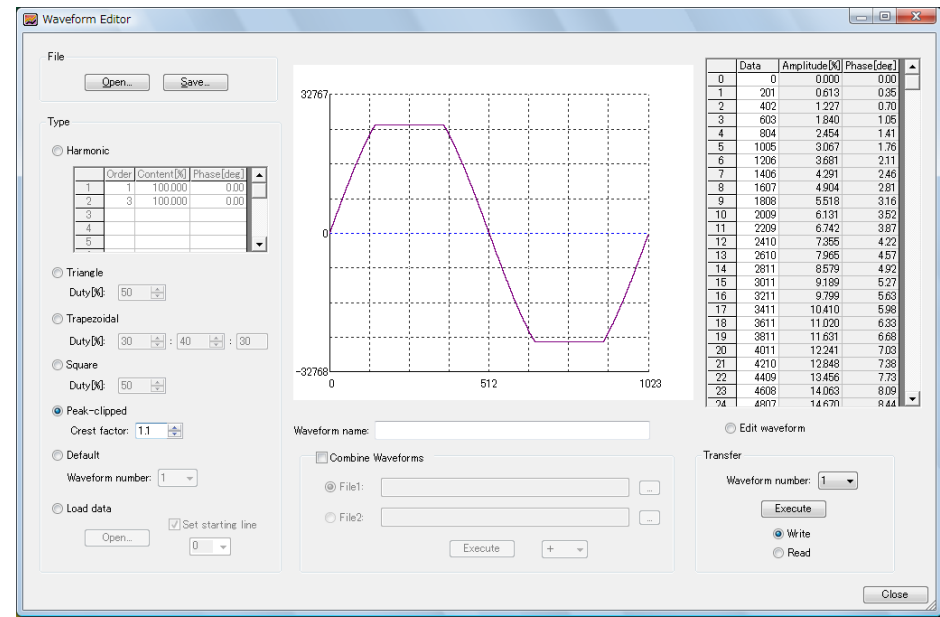 Waveform Editor
File
Open...
Save...
Type
Harmonic
Order Content[%] Phase[deg]
1 1 100.000 0.00
2 3 100.000 0.00
3
4
5
Triangle
Duty[%]: 50
Trapezoidal
Duty[%]: 30 : 40 : 30
Square
Duty[%]: 50
Peak-clipped
Crest factor: 1.1
Default
Waveform number: 1
Load data
Open...
Set starting line
0
32767
0
-32768
0 512 1023
Waveform name:
Combine Waveforms
File1: ...
File2: ...
Execute +
Data Amplitude[%] Phase[deg]
0 0 0.000 0.00
1 201 0.613 0.35
2 402 1.227 0.70
3 603 1.840 1.05
4 804 2.454 1.41
5 1005 3.067 1.76
6 1206 3.681 2.11
7 1406 4.291 2.46
8 1607 4.904 2.81
9 1808 5.518 3.16
10 2009 6.131 3.52
11 2209 6.742 3.87
12 2410 7.355 4.22
13 2610 7.965 4.57
14 2811 8.579 4.92
15 3011 9.189 5.27
16 3211 9.799 5.63
17 3411 10.410 5.98
18 3611 11.020 6.33
19 3811 11.631 6.68
20 4011 12.241 7.03
21 4210 12.848 7.38
22 4409 13.456 7.73
23 4608 14.063 8.09
24 4807 14.670 8.44
Edit waveform
Transfer
Waveform number: 1
Execute
Write
Read
Close